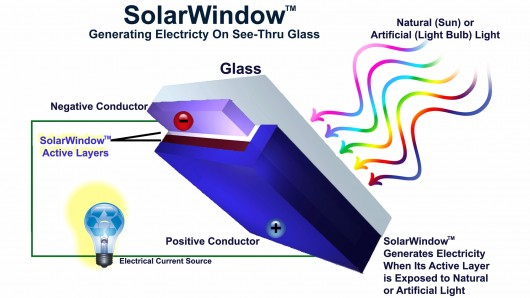 SolarWindow™
Generating Electricty On See-Thru Glass
Natural (Sun) or
Artificial (Light Bulb) Light
Glass
Negative Conductor
-
SolarWindow™
Active Layers
+
Positive Conductor
Electrical Current Source
SolarWindow™
Generates Electricity
When Its Active Layer
is Exposed to Natural
or Artificial Light